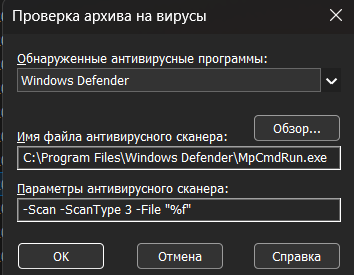 Проверка архива на вирусы
Обнаруженные антивирусные программы:
Windows Defender
Обзор...
Имя файла антивирусного сканера:
C:\Program Files\Windows Defender\MpCmdRun.exe
Параметры антивирусного сканера:
-Scan -ScanType 3 -File "%f"
ОК
Отмена
Справка